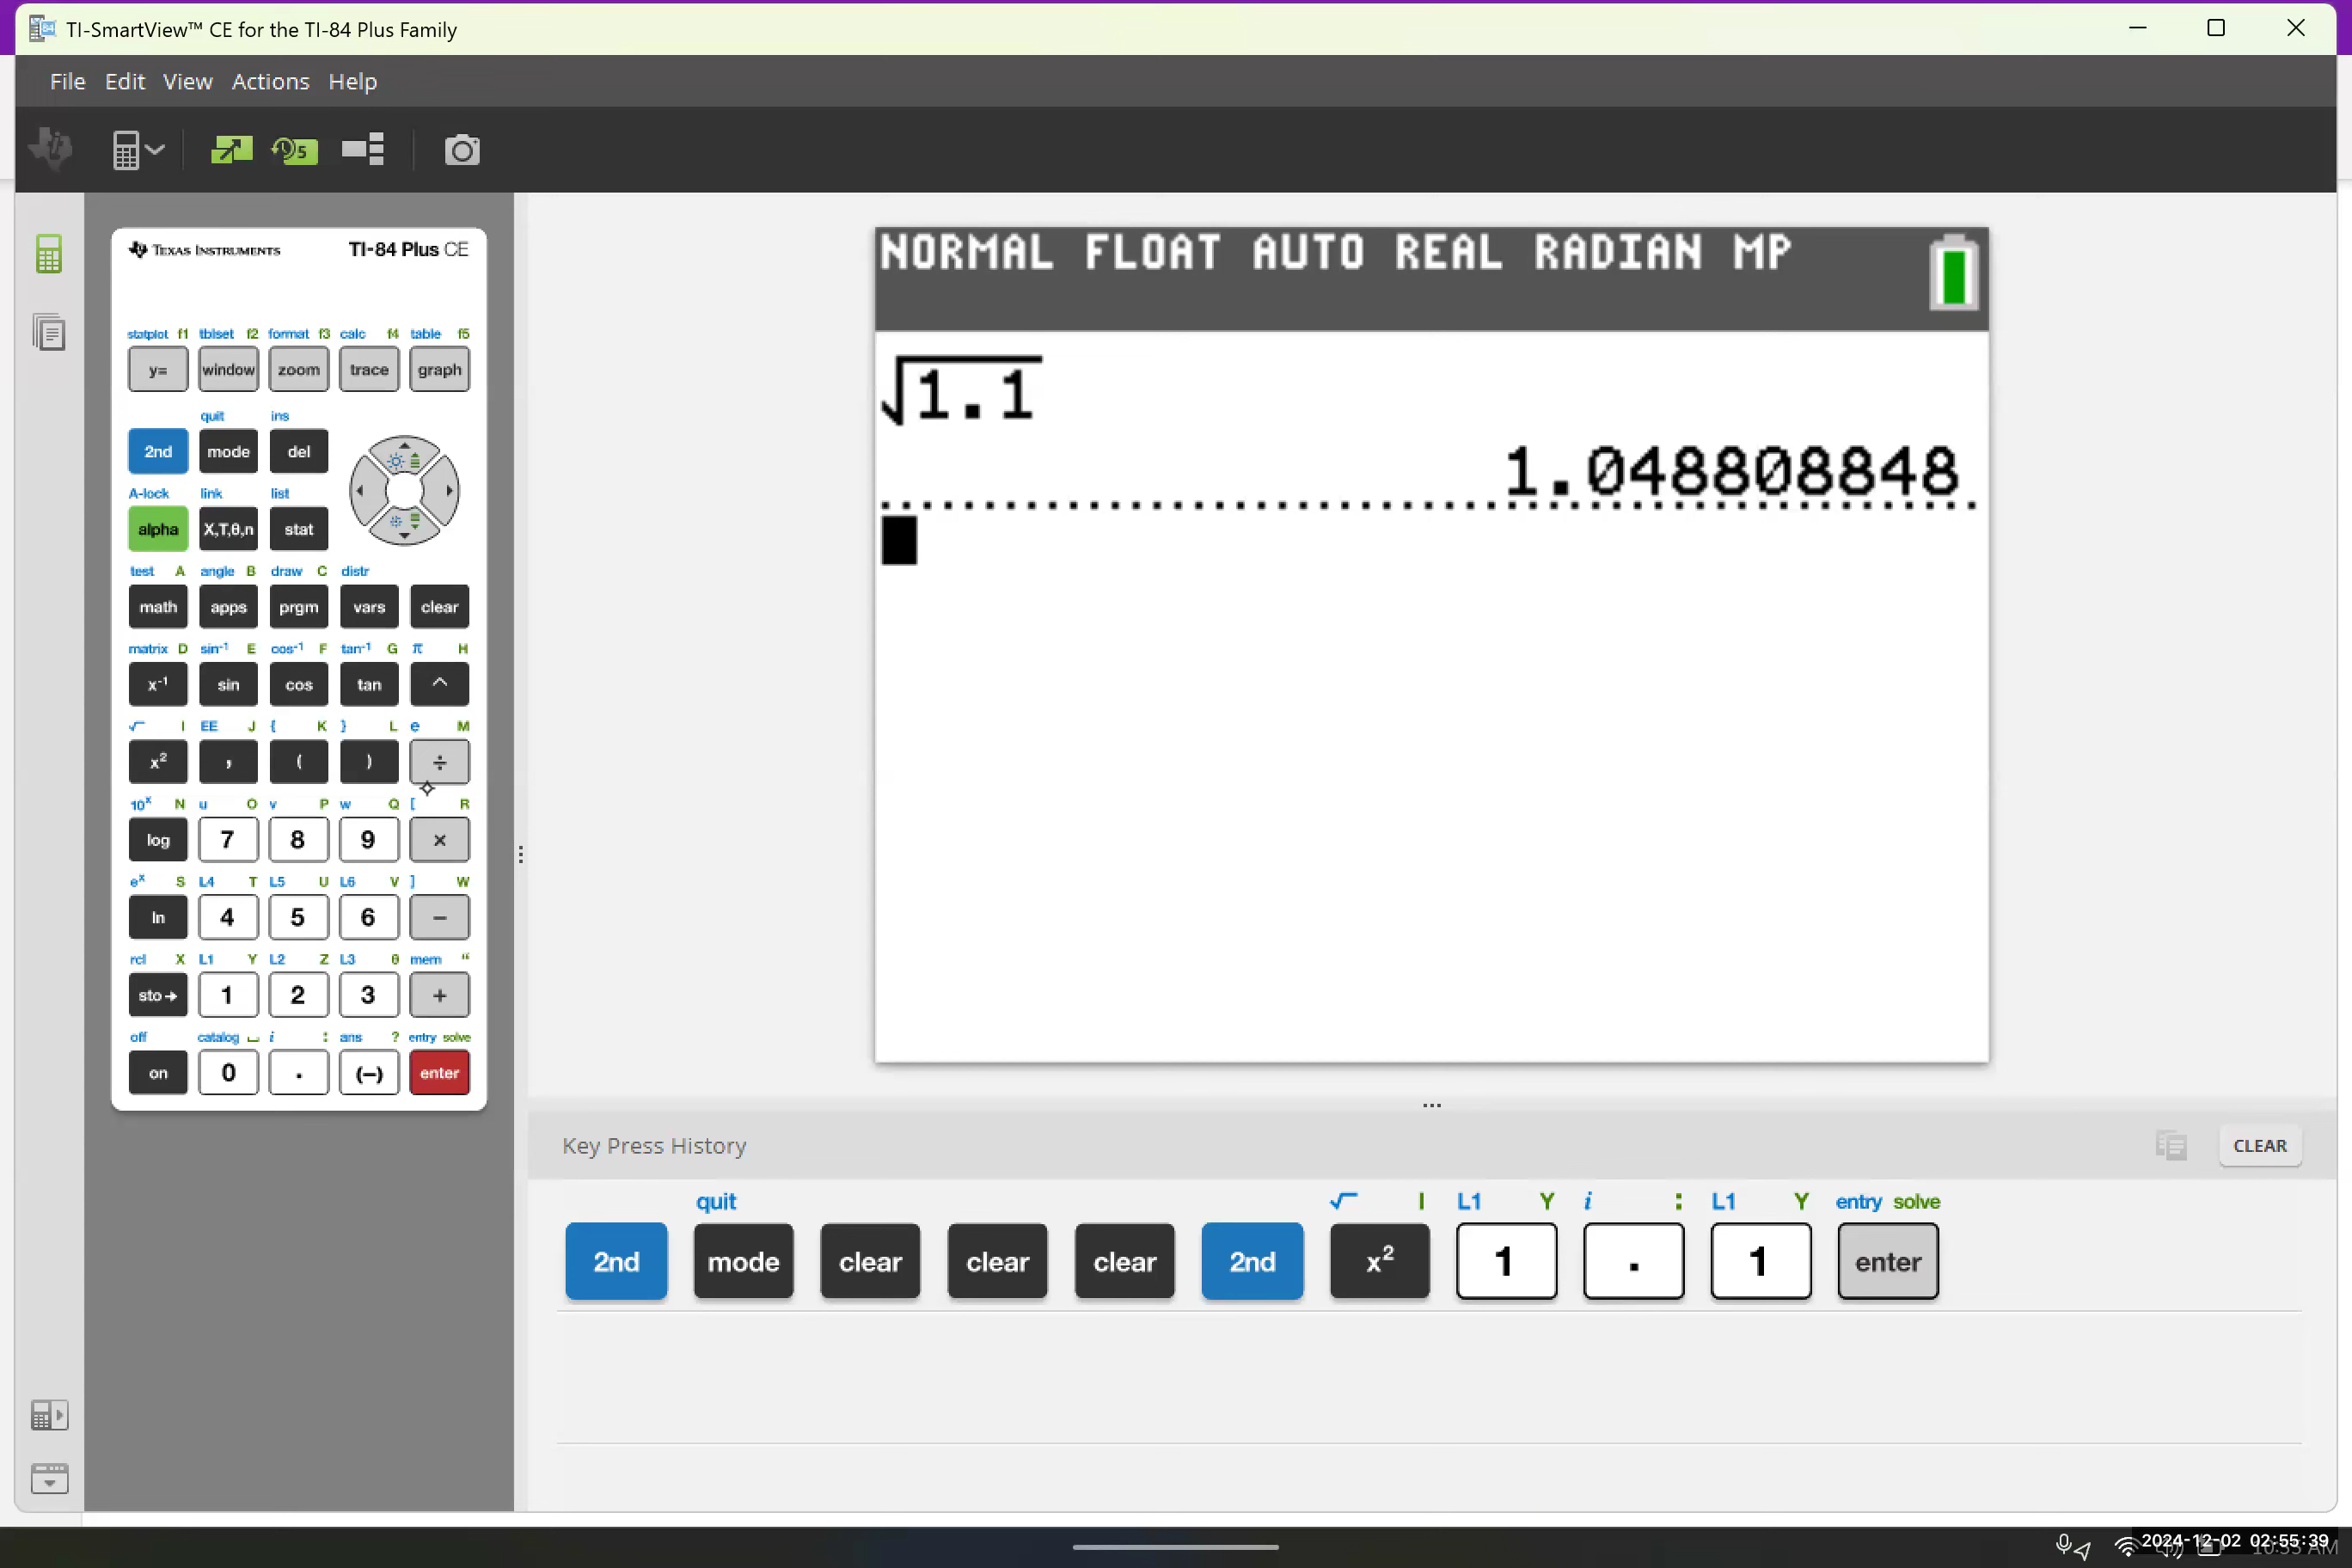 TI-SmartView™ CE for the TI-84 Plus Family
File Edit View Actions Help
5
TEXAS INSTRUMENTS TI-84 Plus CE
statplot f1 tblset f2 format f3 calc f4 table f5
y= window zoom trace graph
quit ins
2nd mode del
A-lock link list
alpha X,T,θ,n stat
test A angle B draw C distr
math apps prgm vars clear
matrix D sin⁻¹ E cos⁻¹ F tan⁻¹ G π H
x⁻¹ sin cos tan ^
√ I EE J { K } L e M
x² , ( ) ÷
10ˣ N u O v P w Q [ R
log 7 8 9 ×
eˣ S L4 T L5 U L6 V ] W
ln 4 5 6 −
rcl X L1 Y L2 Z L3 θ mem “
sto→ 1 2 3 +
off catalog ⎵ i : ans ? entry solve
on 0 . (−) enter
NORMAL FLOAT AUTO REAL RADIAN MP
√1.1
1.048808848
Key Press History
CLEAR
quit √ I L1 Y i : L1 Y entry solve
2nd mode clear clear clear 2nd x² 1 . 1 enter
2024-12-02 02:55:39